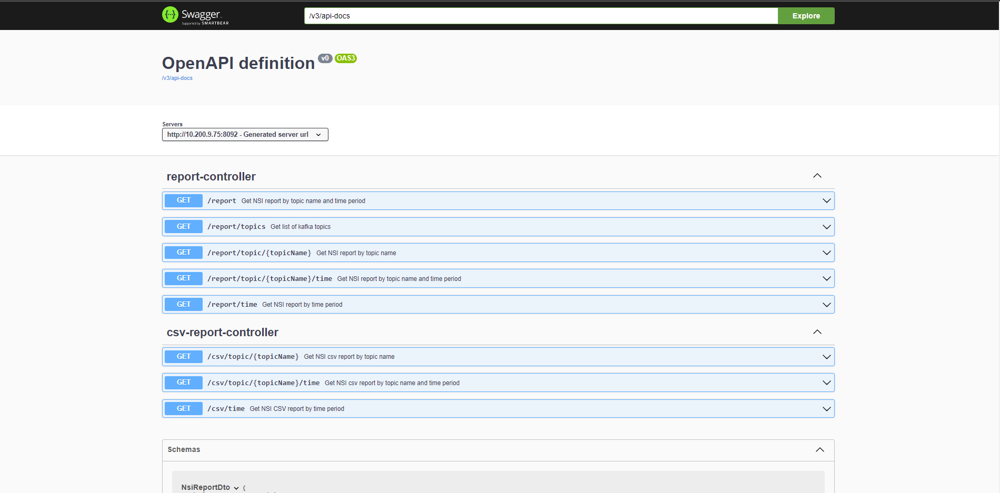 Swagger
Supported by SMARTBEAR
/v3/api-docs
Explore
OpenAPI definition v0 OAS3
/v3/api-docs
Servers
http://10.200.9.75:8092 - Generated server url
report-controller
GET /report Get NSI report by topic name and time period
GET /report/topics Get list of kafka topics
GET /report/topic/{topicName} Get NSI report by topic name
GET /report/topic/{topicName}/time Get NSI report by topic name and time period
GET /report/time Get NSI report by time period
csv-report-controller
GET /csv/topic/{topicName} Get NSI csv report by topic name
GET /csv/topic/{topicName}/time Get NSI csv report by topic name and time period
GET /csv/time Get NSI CSV report by time period
Schemas
NsiReportDto {